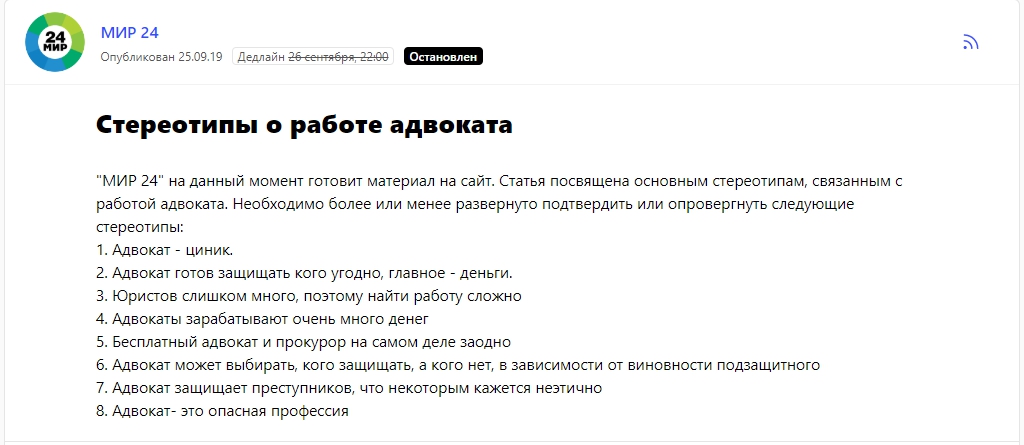 24
МИР
МИР 24
Опубликован 25.09.19 Дедлайн 26 сентября, 22:00 Остановлен
Стереотипы о работе адвоката
"МИР 24" на данный момент готовит материал на сайт. Статья посвящена основным стереотипам, связанным с
работой адвоката. Необходимо более или менее развернуто подтвердить или опровергнуть следующие
стереотипы:
1. Адвокат - циник.
2. Адвокат готов защищать кого угодно, главное - деньги.
3. Юристов слишком много, поэтому найти работу сложно
4. Адвокаты зарабатывают очень много денег
5. Бесплатный адвокат и прокурор на самом деле заодно
6. Адвокат может выбирать, кого защищать, а кого нет, в зависимости от виновности подзащитного
7. Адвокат защищает преступников, что некоторым кажется неэтично
8. Адвокат- это опасная профессия